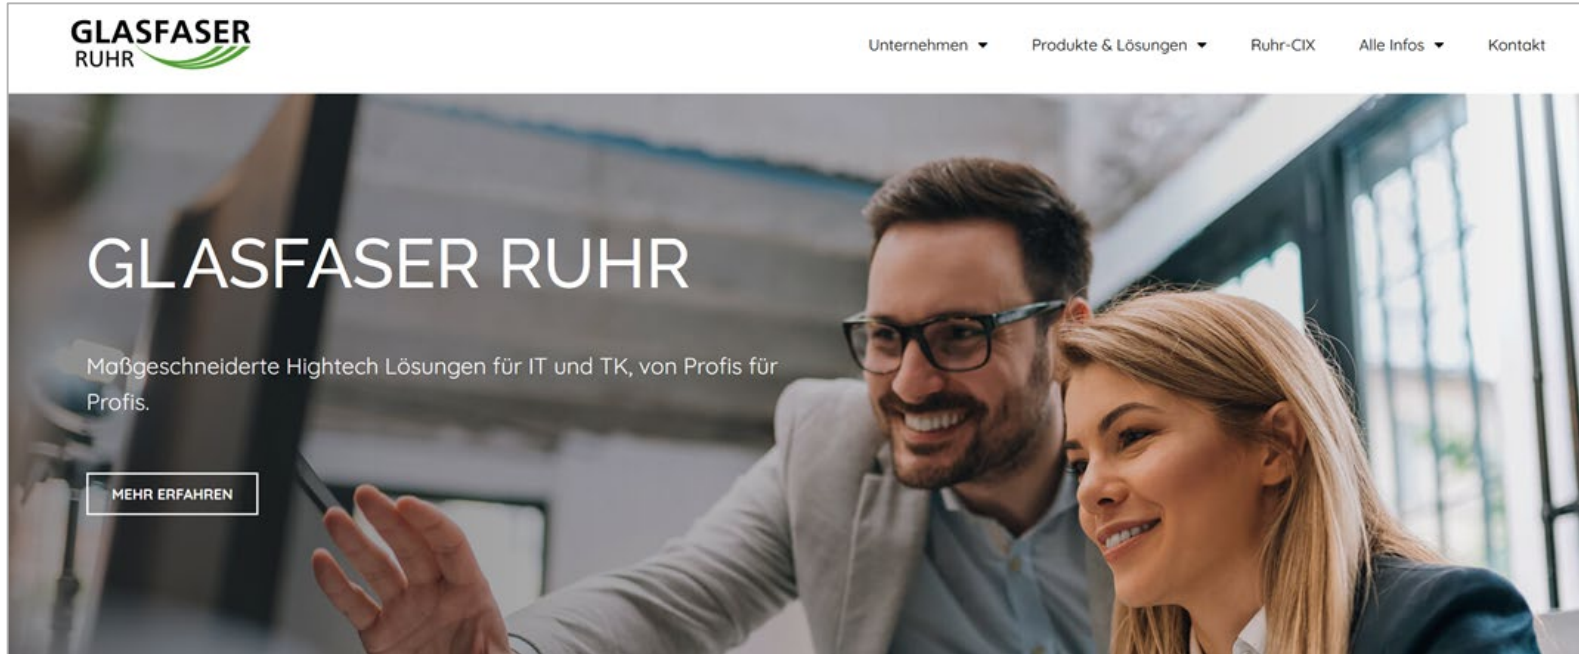 GLASFASER
RUHR
Unternehmen
Produkte & Lösungen
Ruhr-CIX
Alle Infos
Kontakt
GLASFASER RUHR
Maßgeschneiderte Hightech Lösungen für IT und TK, von Profis für
Profis.
MEHR ERFAHREN